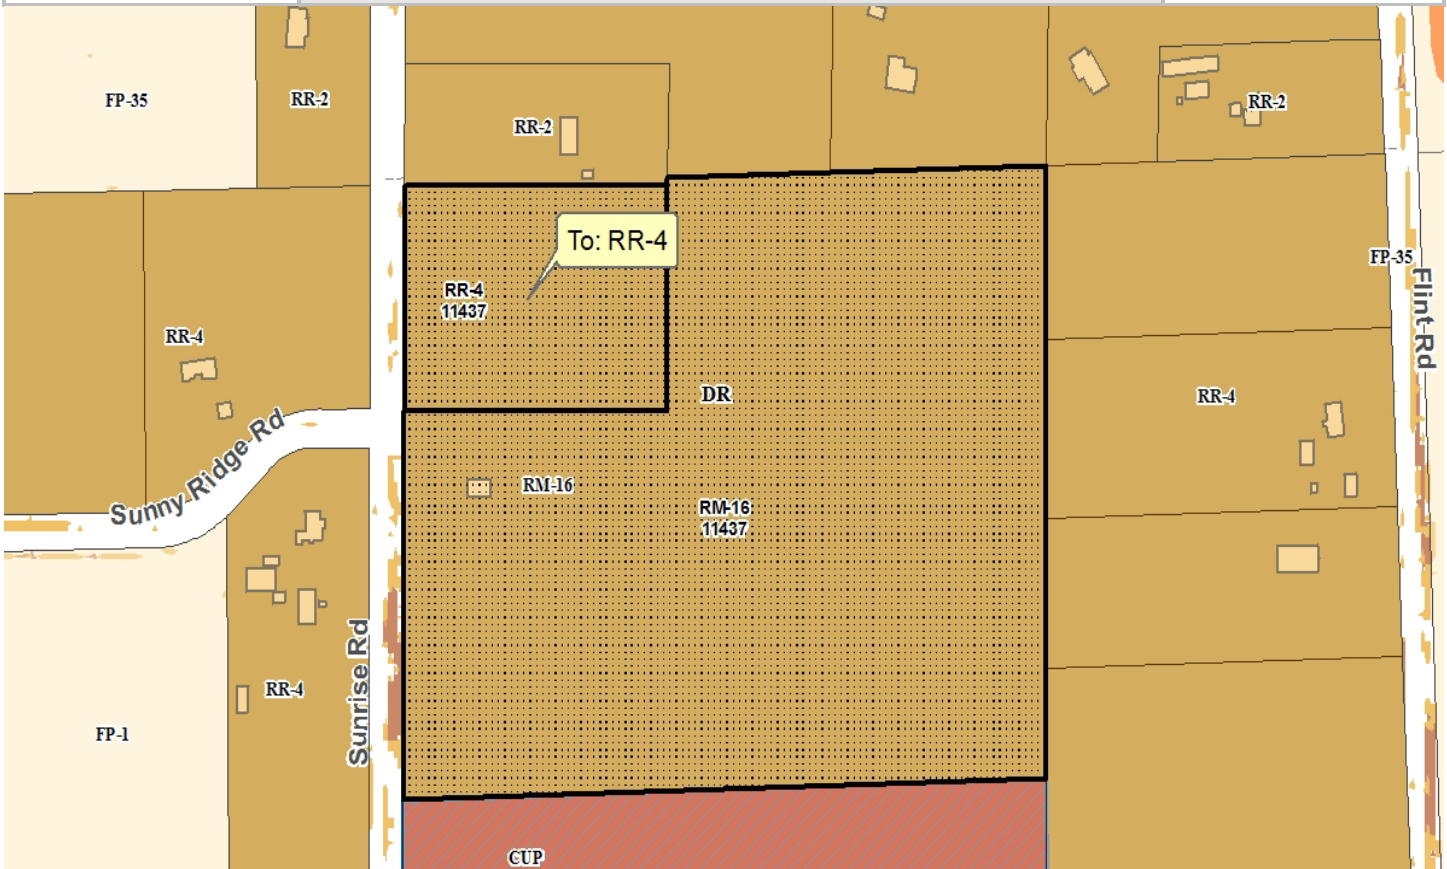 FP-35
RR-2
RR-2
RR-2
To: RR-4
FP-35
RR-4
11437
Flint Rd
RR-4
DR
RR-4
Sunny Ridge Rd
RM-16
RM-16
11437
Sunrise Rd
RR-4
FP-1
CUP